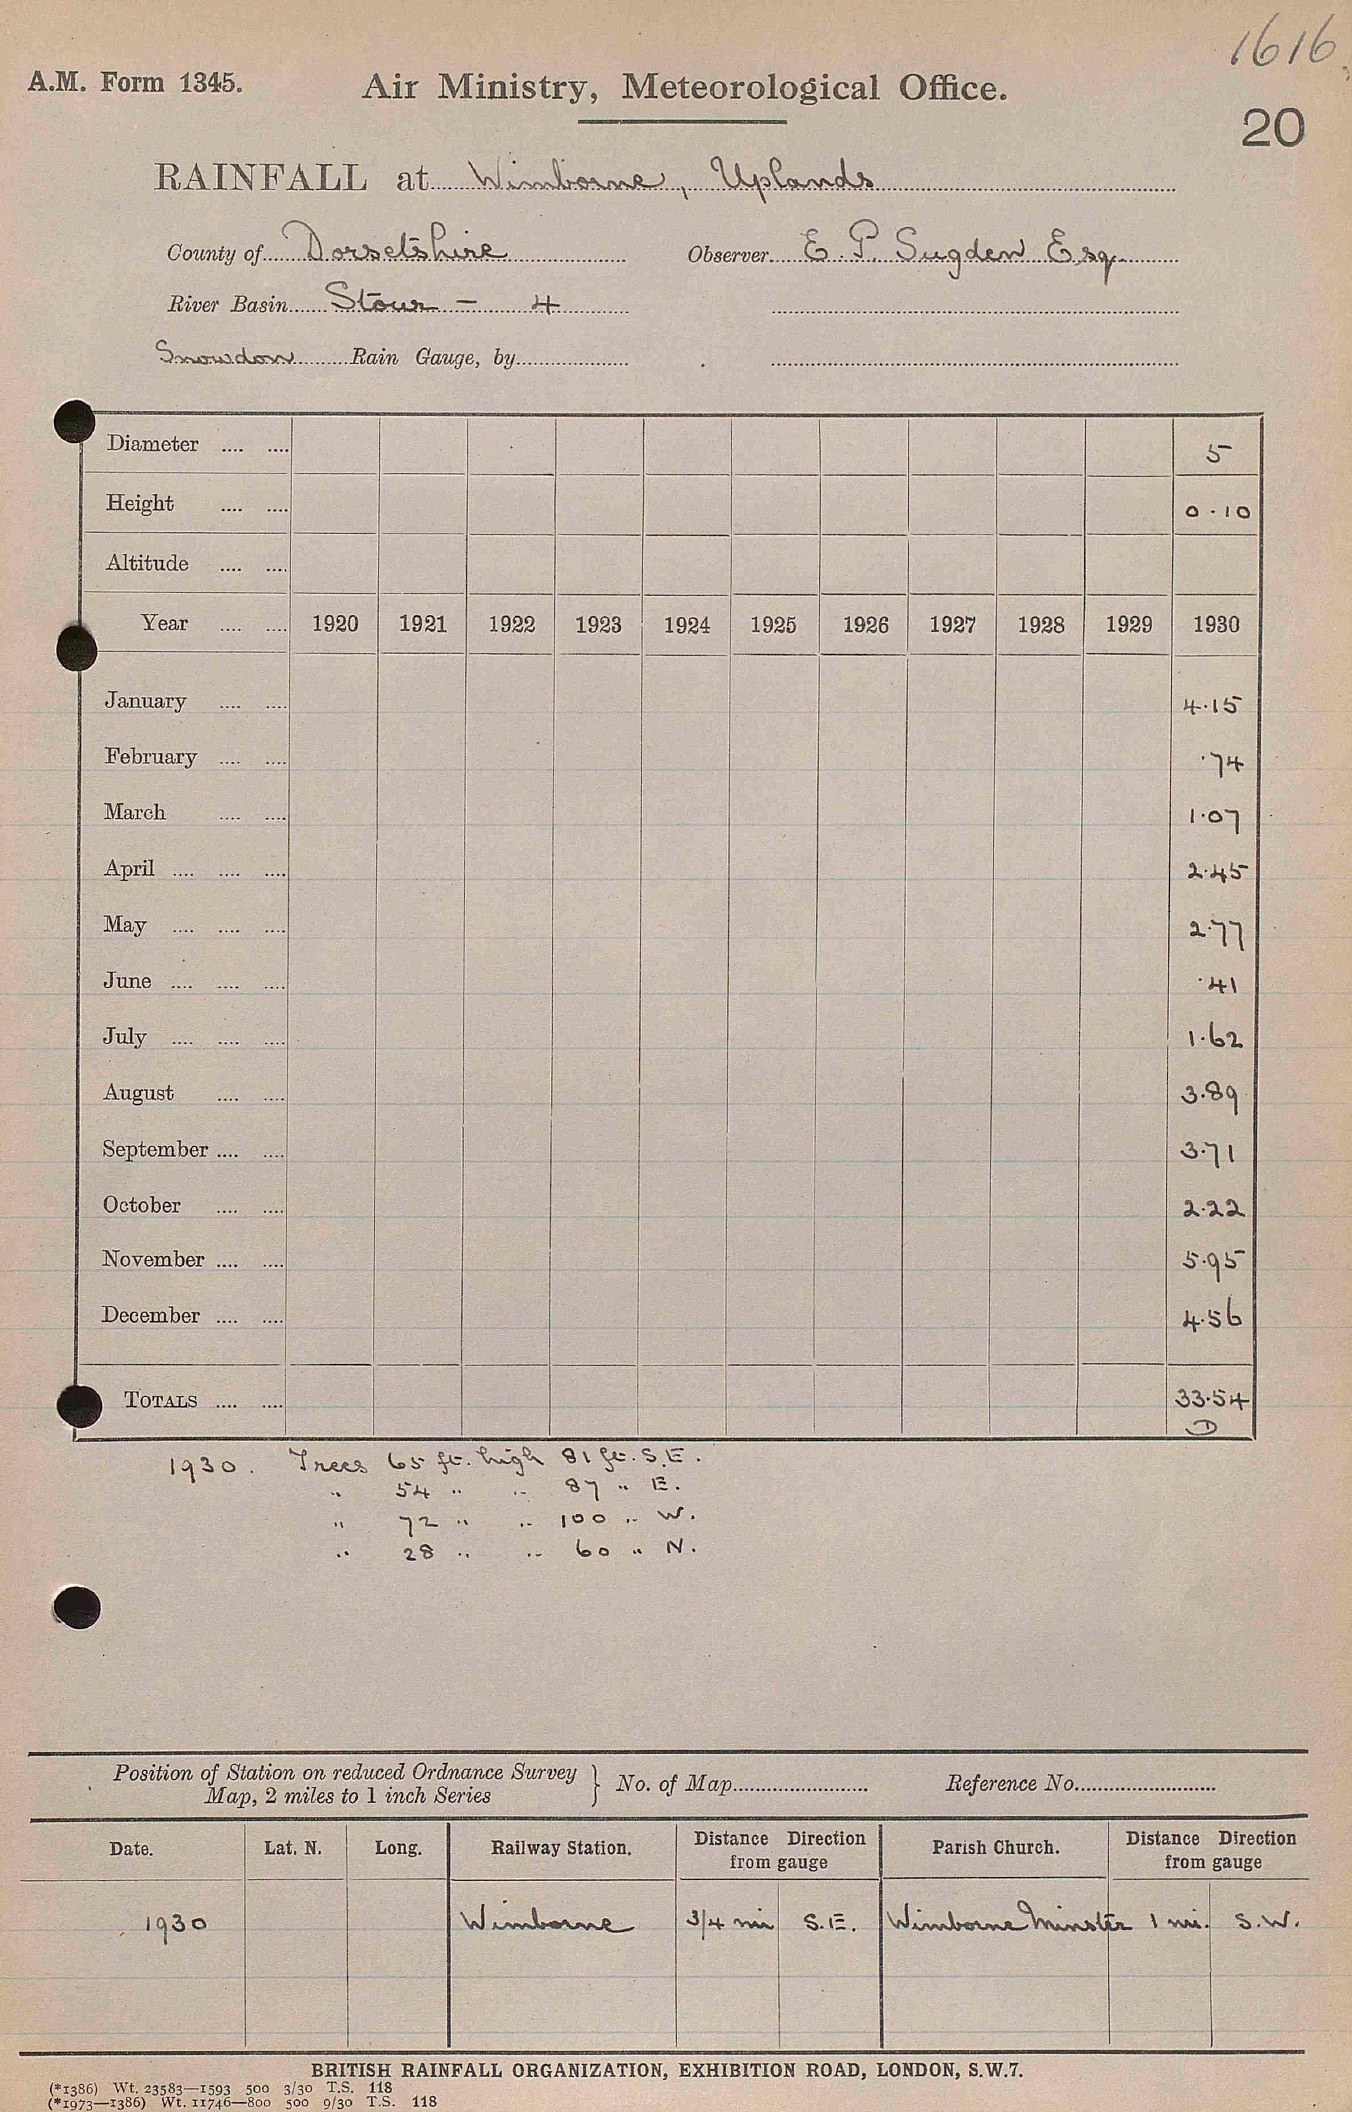 1616
A.M. Form 1345.
Air Ministry, Meteorological Office.
20
RAINFALL at Wimborne, Uplands
County of Dorsetshire Observer E. P. Sugden Esq.
River Basin Stour - 4
Snowdon Rain Gauge, by
Diameter .... .... 5
Height .... .... 0.10
Altitude .... ....
Year .... .... 1920 1921 1922 1923 1924 1925 1926 1927 1928 1929 1930
January .... .... 4.15
February .... .... .74
March .... .... 1.07
April .... .... .... 2.45
May .... .... .... 2.77
June .... .... .... .41
July .... .... .... 1.62
August .... .... 3.89
September .... .... 3.71
October .... .... 2.22
November .... .... 5.95
December .... .... 4.56
TOTALS .... .... 33.54
D
1930. Trees 65 ft. high 81 ft. S.E.
" 54 " " 87 " E.
" 72 " " 100 " W.
" 28 " " 60 " N.
Position of Station on reduced Ordnance Survey
Map, 2 miles to 1 inch Series } No. of Map Reference No.
Date. Lat. N. Long. Railway Station. Distance Direction from gauge Parish Church. Distance Direction from gauge
1930 Wimborne 3/4 mi S.E. Wimborne Minster 1 mi. S.W.
BRITISH RAINFALL ORGANIZATION, EXHIBITION ROAD, LONDON, S.W.7.
(*1386) Wt. 23583—1593 500 3/30 T.S. 118
(*1973—1386) Wt. 11746—800 500 9/30 T.S. 118